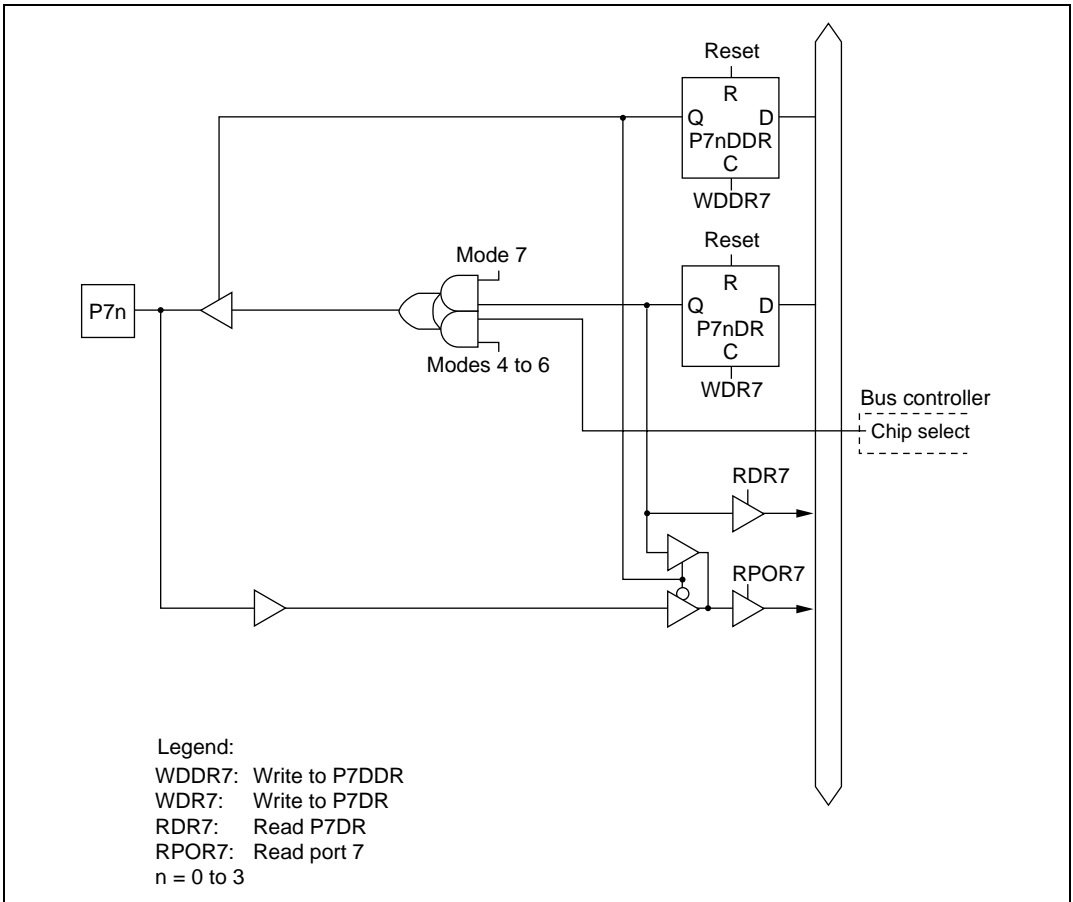 Reset
R
Q D
P7nDDR
C
WDDR7
Reset
Mode 7
R
P7n
Q D
P7nDR
C
Modes 4 to 6
WDR7
Bus controller
Chip select
RDR7
RPOR7
Legend:
WDDR7: Write to P7DDR
WDR7: Write to P7DR
RDR7: Read P7DR
RPOR7: Read port 7
n = 0 to 3